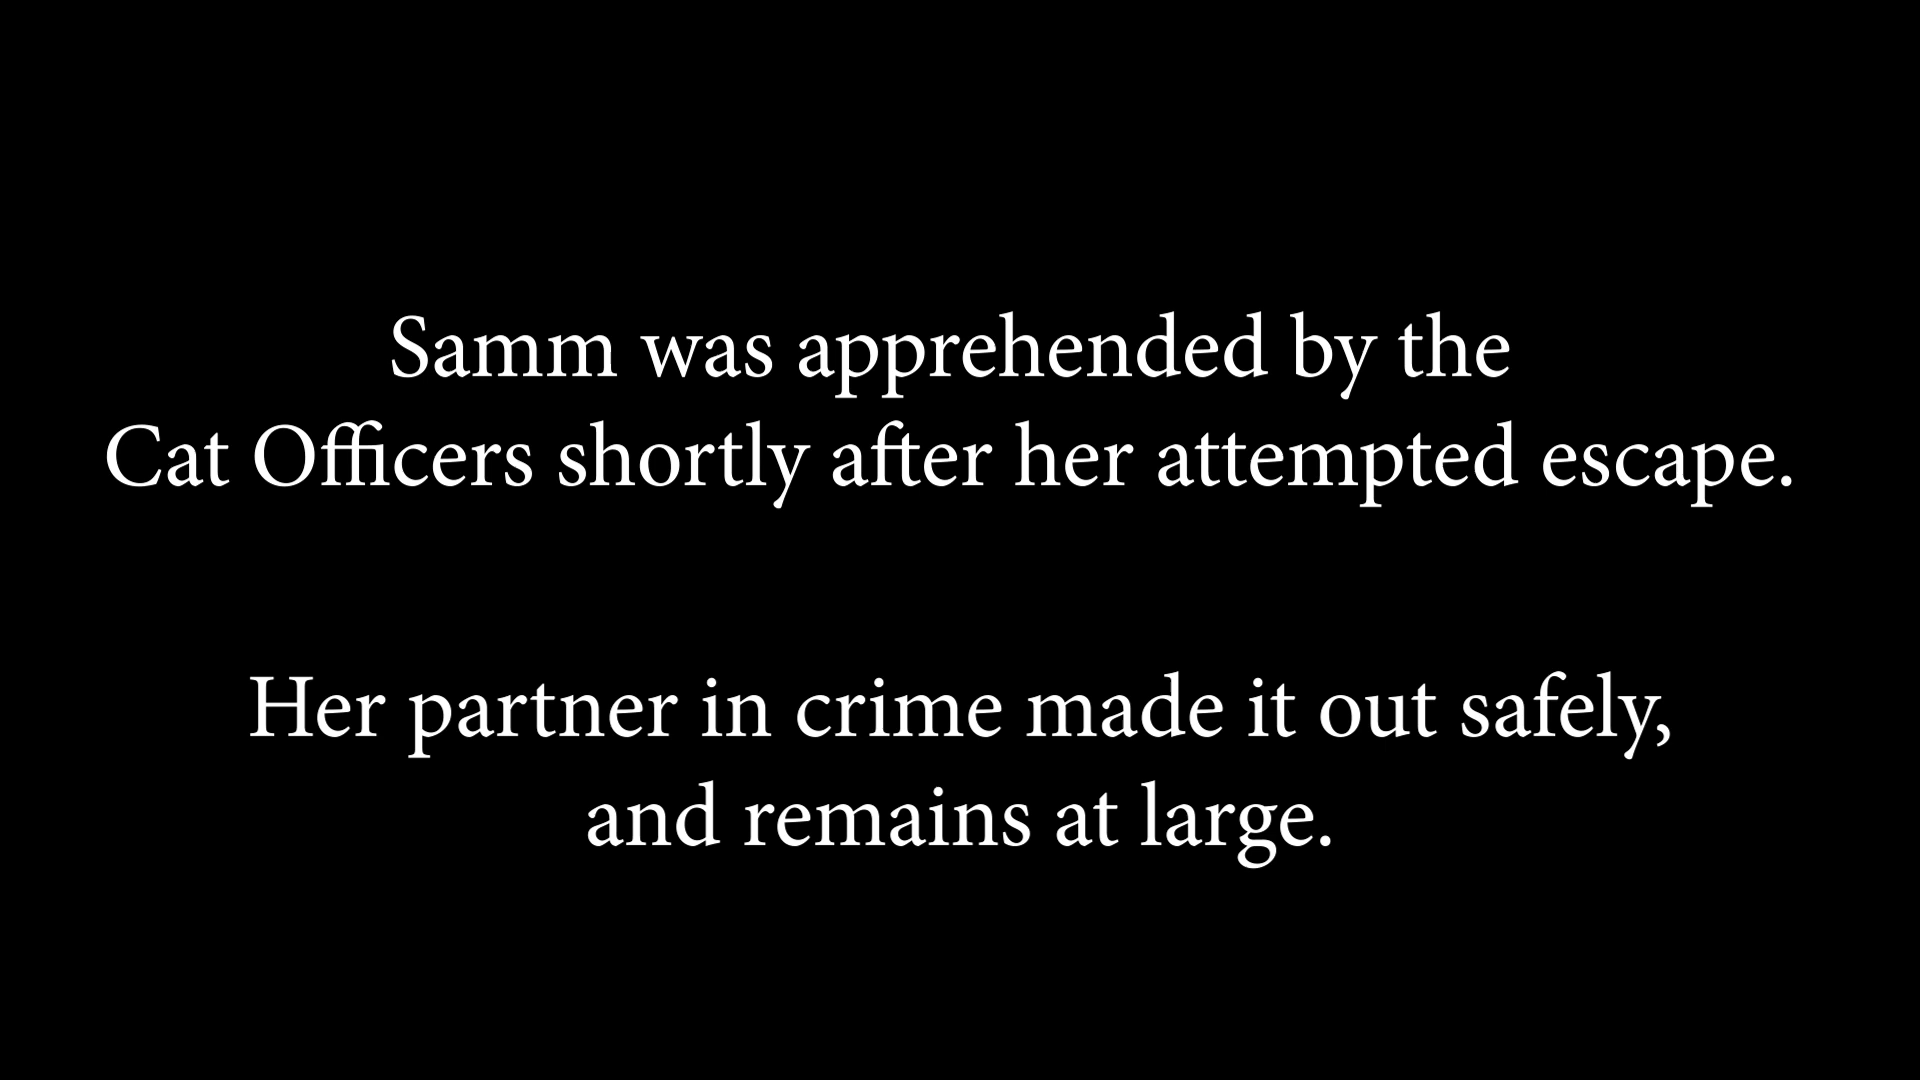 Samm was apprehended by the
Cat Officers shortly after her attempted escape.
Her partner in crime made it out safely,
and remains at large.